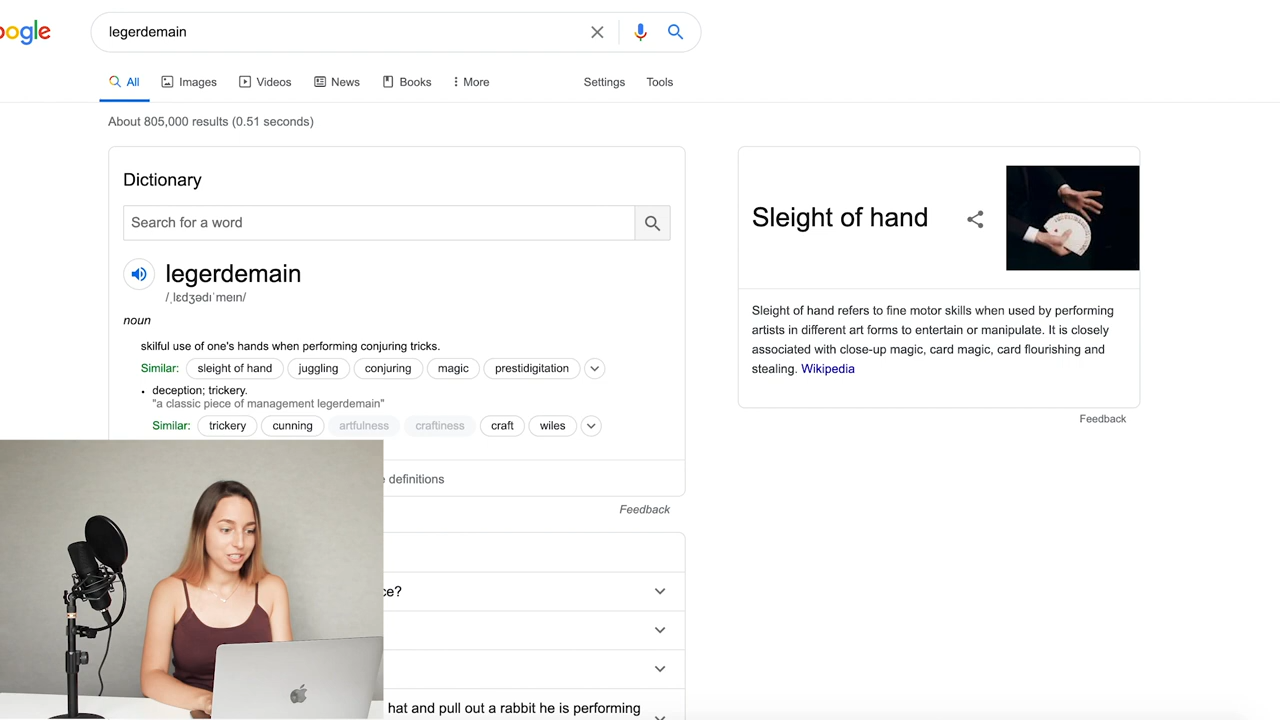 oogle
legerdemain
All Images Videos News Books More Settings Tools
About 805,000 results (0.51 seconds)
Dictionary
Search for a word
legerdemain
/ˌlɛdʒədɪˈmeɪn/
noun
skilful use of one's hands when performing conjuring tricks.
Similar: sleight of hand juggling conjuring magic prestidigitation
• deception; trickery.
"a classic piece of management legerdemain"
Similar: trickery cunning artfulness craftiness craft wiles
definitions
Feedback
ce?
hat and pull out a rabbit he is performing
Sleight of hand
Sleight of hand refers to fine motor skills when used by performing
artists in different art forms to entertain or manipulate. It is closely
associated with close-up magic, card magic, card flourishing and
stealing. Wikipedia
Feedback